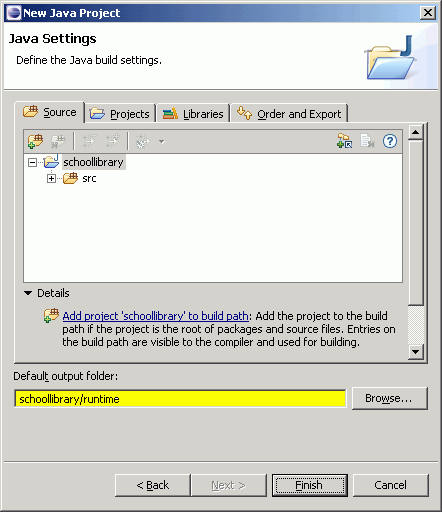 New Java Project
Java Settings
Define the Java build settings.
Source Projects Libraries Order and Export
schoollibrary
src
Details
Add project 'schoollibrary' to build path: Add the project to the build
path if the project is the root of packages and source files. Entries on
the build path are visible to the compiler and used for building.
Default output folder:
schoollibrary/runtime
Browse...
< Back
Next >
Finish
Cancel